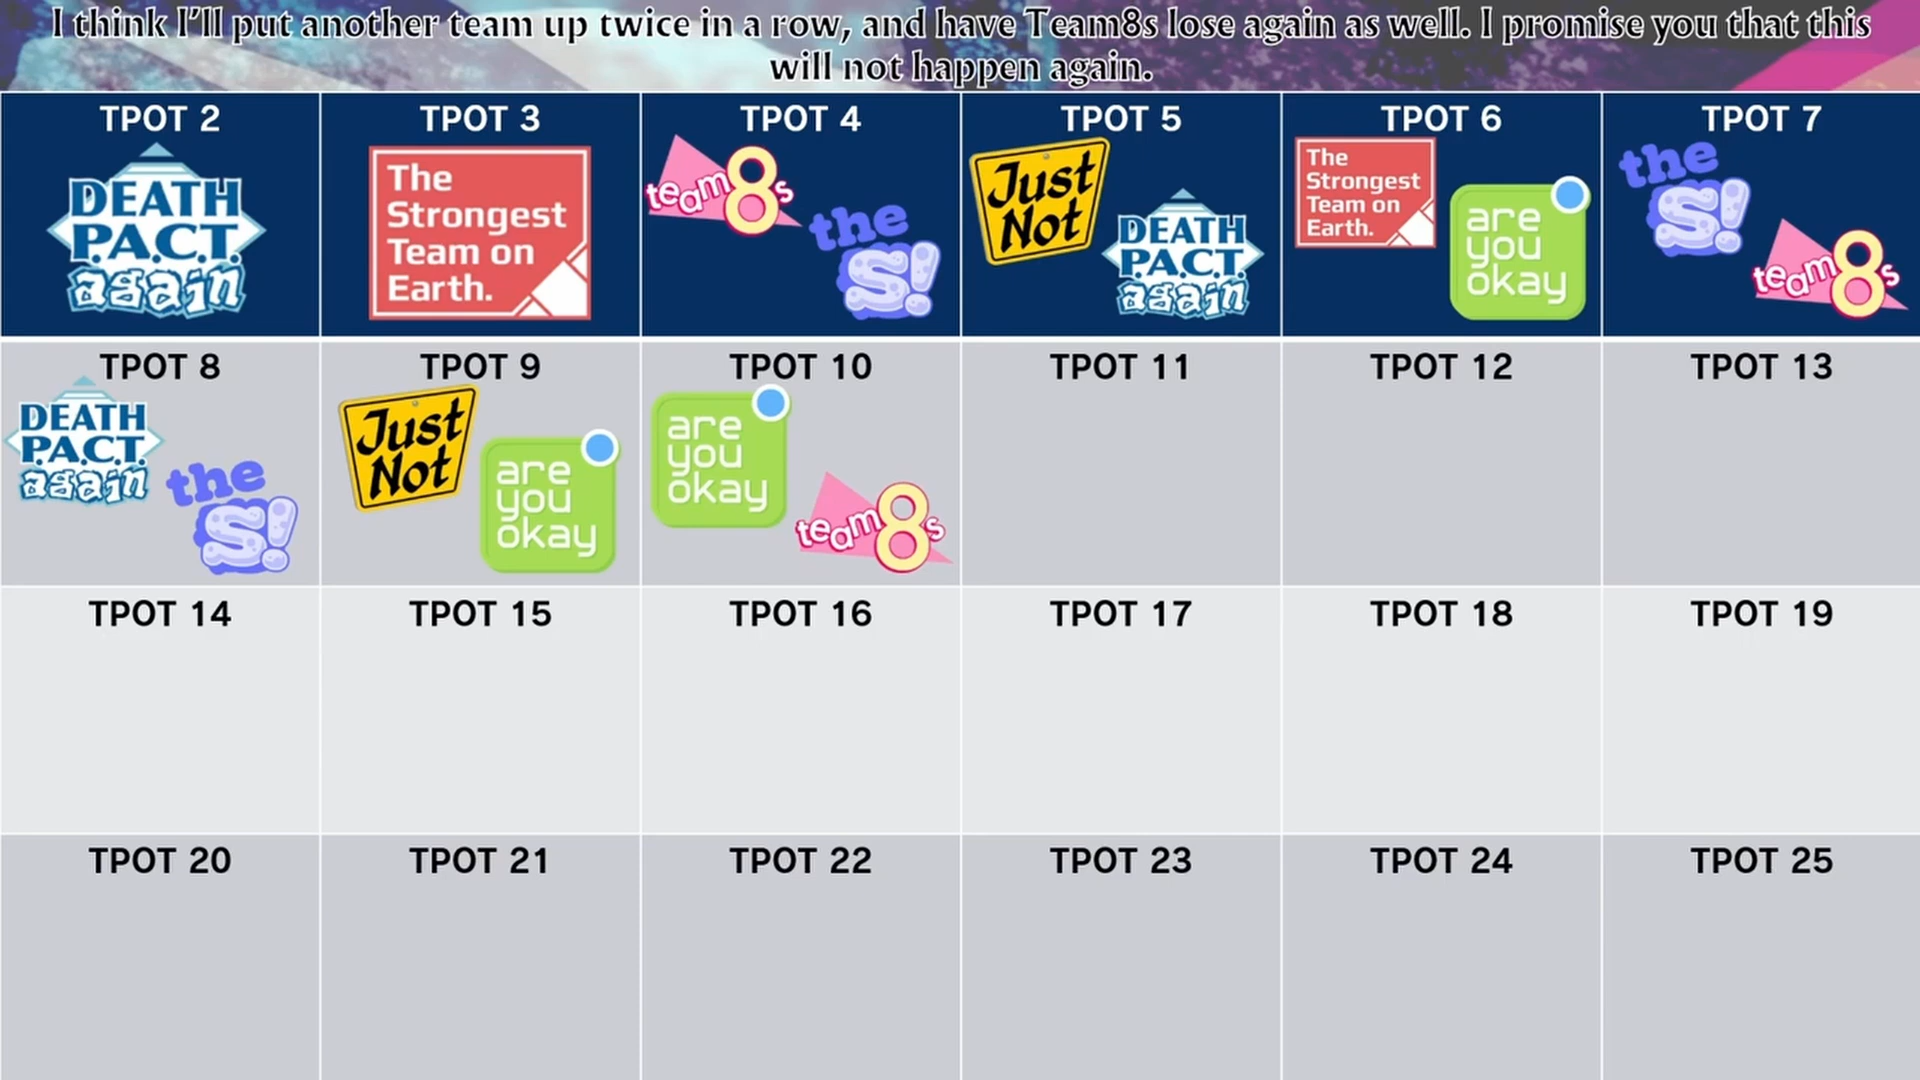 I think I'll put another team up twice in a row, and have Team8s lose again as well. I promise you that this
will not happen again.
TPOT 2
DEATH
P.A.C.T.
again
TPOT 3
The
Strongest
Team on
Earth.
TPOT 4
team8s
the
S!
TPOT 5
Just
Not
DEATH
P.A.C.T.
again
TPOT 6
The
Strongest
Team on
Earth.
are
you
okay
TPOT 7
the
S!
team8s
TPOT 8
DEATH
P.A.C.T.
again
the
S!
TPOT 9
Just
Not
are
you
okay
TPOT 10
are
you
okay
team8s
TPOT 11
TPOT 12
TPOT 13
TPOT 14
TPOT 15
TPOT 16
TPOT 17
TPOT 18
TPOT 19
TPOT 20
TPOT 21
TPOT 22
TPOT 23
TPOT 24
TPOT 25